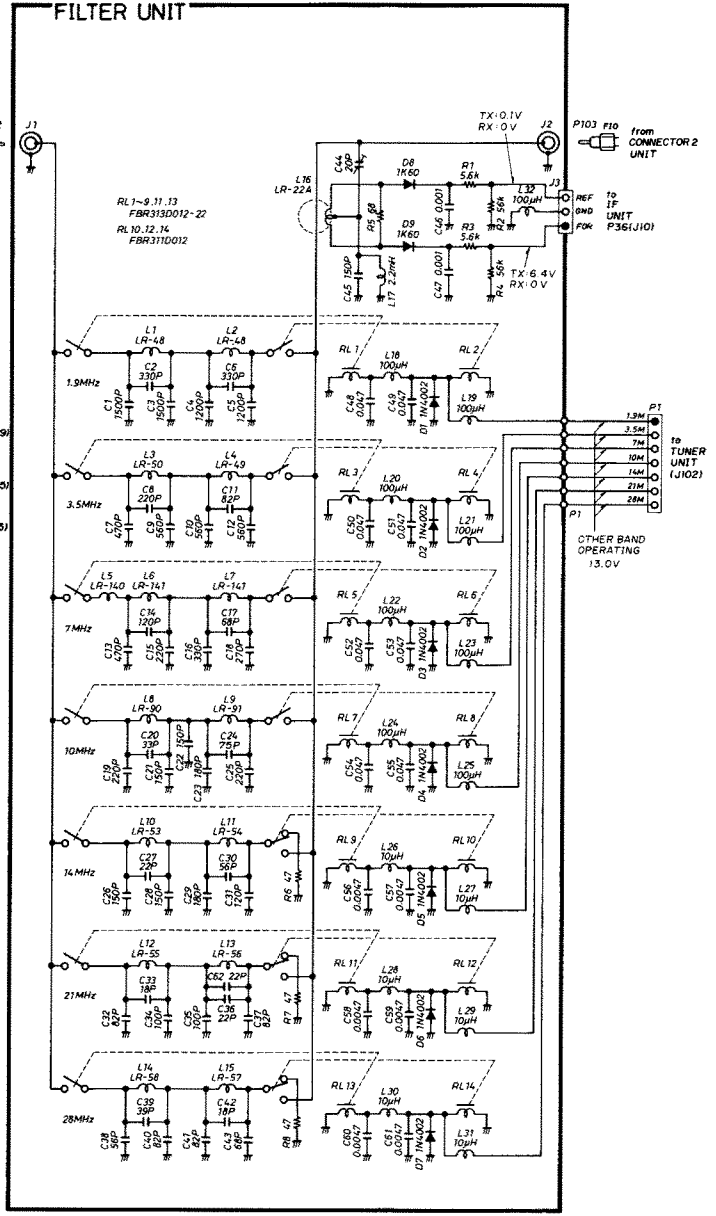 FILTER UNIT
J1
J2
P103 F10
from
CONNECTOR 2
UNIT
TX:0.1V
RX:0V
C44
20P
L16
LR-22A
D8
1K60
R1
5.6k
C46 0.001
R2 56k
L32
100μH
J3
REF
GND
FOR
to
IF
UNIT
P36(J10)
RL1~9.11.13
FBR313D012-22
RL10.12.14
FBR311D012
R5 68
D9
1K60
R3
5.6k
C45 150P
L17 2.2mH
C47 0.001
R4 56k
TX:6.4V
RX:0V
1.9MHz
L1
LR-48
L2
LR-48
C2
330P
C6
330P
C1
1500P
C3
1500P
C4
1200P
C5
1200P
RL1
L18
100μH
RL2
C48
0.047
C49
0.047
D1 1N4002
L19
100μH
3.5MHz
L3
LR-50
L4
LR-49
C8
220P
C11
82P
C7
470P
C9
560P
C10
560P
C12
560P
RL3
L20
100μH
RL4
C50
0.047
C51
0.047
D2 1N4002
L21
100μH
P1
1.9M
3.5M
7M
10M
14M
21M
28M
to
TUNER
UNIT
(J102)
P1
OTHER BAND
OPERATING
13.0V
7MHz
L5
LR-140
L6
LR-141
L7
LR-141
C14
120P
C17
68P
C13
470P
C15
220P
C16
330P
C18
270P
RL5
L22
100μH
RL6
C52
0.047
C53
0.047
D3 1N4002
L23
100μH
10MHz
L8
LR-90
L9
LR-91
C20
33P
C22
150P
C24
75P
C19
220P
C21
150P
C23
180P
C25
220P
RL7
L24
100μH
RL8
C54
0.047
C55
0.047
D4 1N4002
L25
100μH
14MHz
L10
LR-53
L11
LR-54
C27
22P
C30
56P
C26
150P
C28
150P
C29
180P
C31
120P
R6 47
RL9
L26
10μH
RL10
C56
0.0047
C57
0.0047
D5 1N4002
L27
10μH
21MHz
L12
LR-55
L13
LR-56
C33
18P
C62 22P
C36
22P
C32
82P
C34
100P
C35
100P
C37
82P
R7 47
RL11
L28
10μH
RL12
C58
0.0047
C59
0.0047
D6 1N4002
L29
10μH
28MHz
L14
LR-58
L15
LR-57
C39
39P
C42
18P
C38
56P
C40
82P
C41
82P
C43
68P
R8 47
RL13
L30
10μH
RL14
C60
0.0047
C61
0.0047
D7 1N4002
L31
10μH